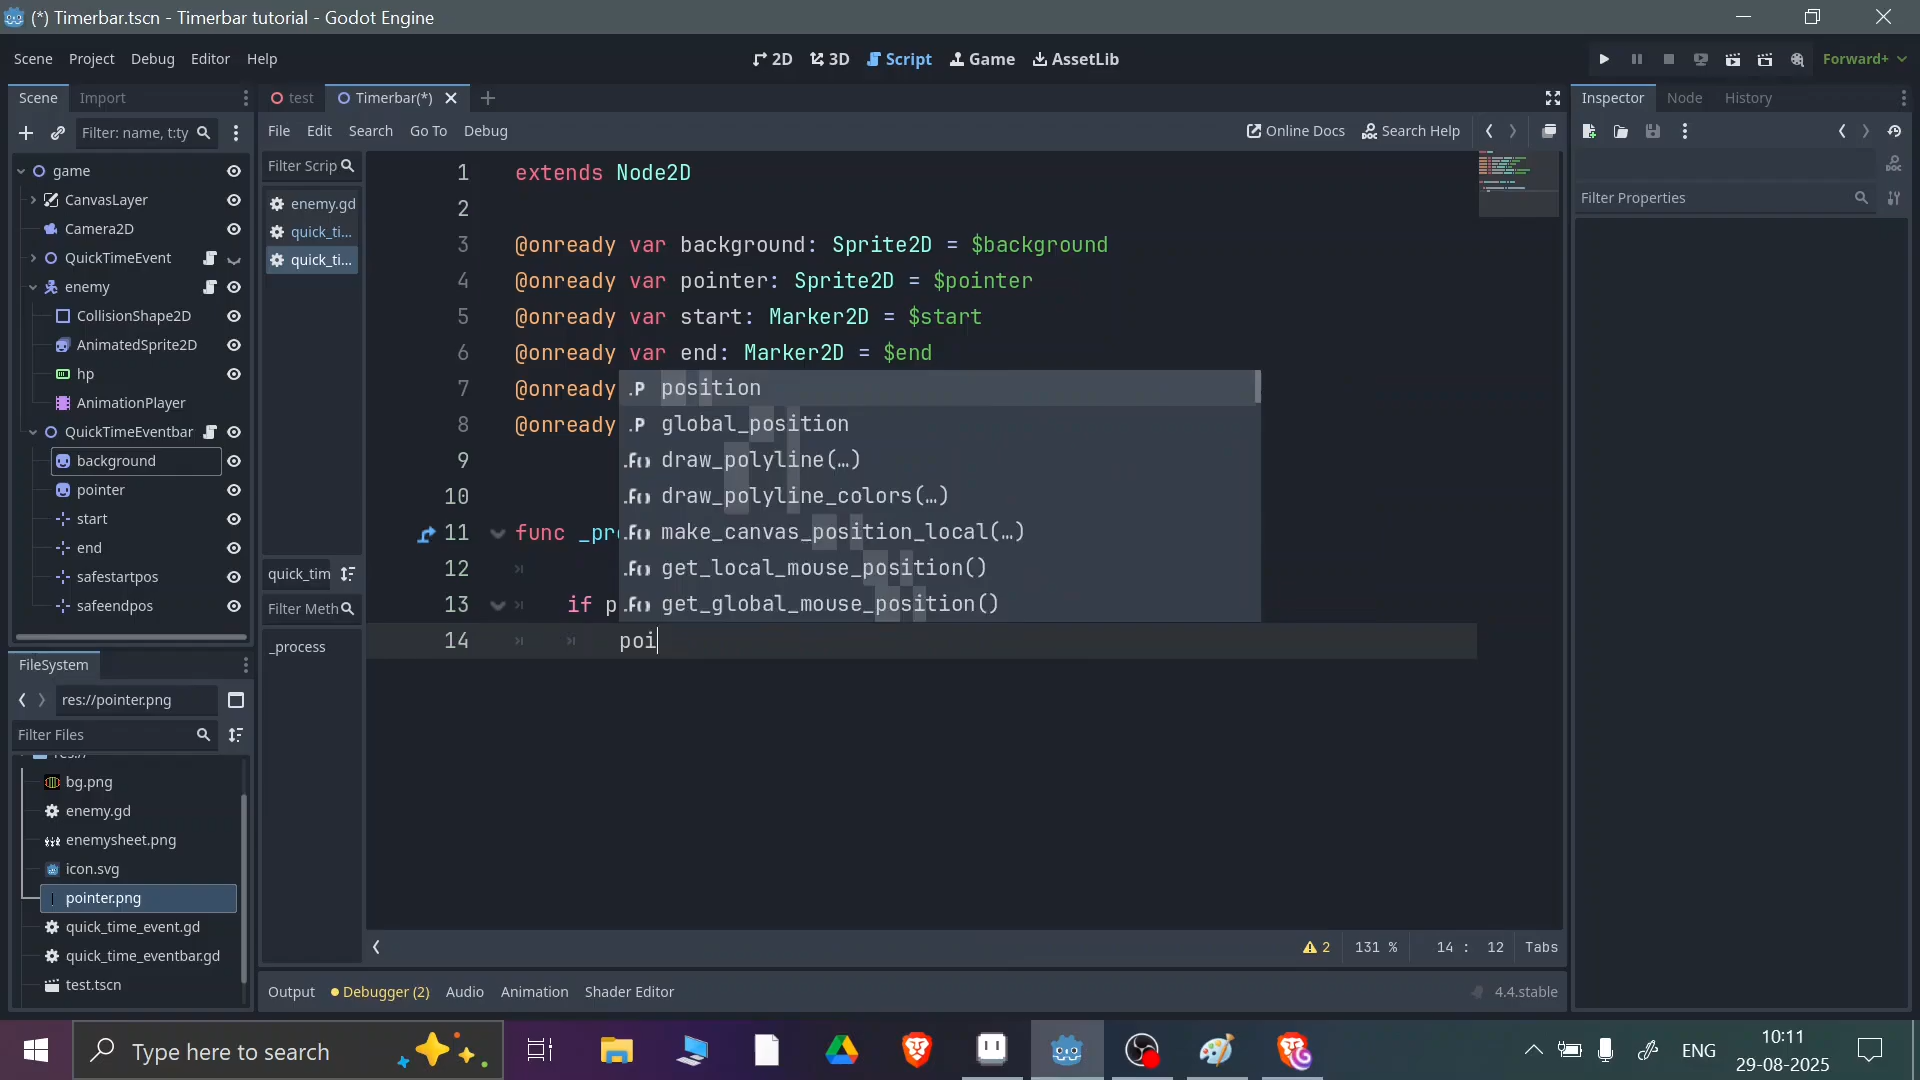 (*) Timerbar.tscn - Timerbar tutorial - Godot Engine
Scene Project Debug Editor Help
2D 3D Script Game AssetLib
Forward+
Scene Import
test Timerbar(*)
Inspector Node History
Filter: name, t:ty
File Edit Search Go To Debug
Online Docs Search Help
Filter Scrip
Filter Properties
game
CanvasLayer
Camera2D
QuickTimeEvent
enemy
CollisionShape2D
AnimatedSprite2D
hp
AnimationPlayer
QuickTimeEventbar
background
pointer
start
end
safestartpos
safeendpos
enemy.gd
quick_ti...
quick_ti...
quick_tim
Filter Meth
_process
1 extends Node2D
2
3 @onready var background: Sprite2D = $background
4 @onready var pointer: Sprite2D = $pointer
5 @onready var start: Marker2D = $start
6 @onready var end: Marker2D = $end
7 @onready
8 @onready
9
10
11 func _pr
12
13 if p
14 poi
.P position
.P global_position
.F() draw_polyline(…)
.F() draw_polyline_colors(…)
.F() make_canvas_position_local(…)
.F() get_local_mouse_position()
.F() get_global_mouse_position()
FileSystem
res://pointer.png
Filter Files
bg.png
enemy.gd
enemysheet.png
icon.svg
pointer.png
quick_time_event.gd
quick_time_eventbar.gd
test.tscn
2 131 % 14 : 12 Tabs
Output Debugger (2) Audio Animation Shader Editor
4.4.stable
Type here to search
ENG
10:11
29-08-2025